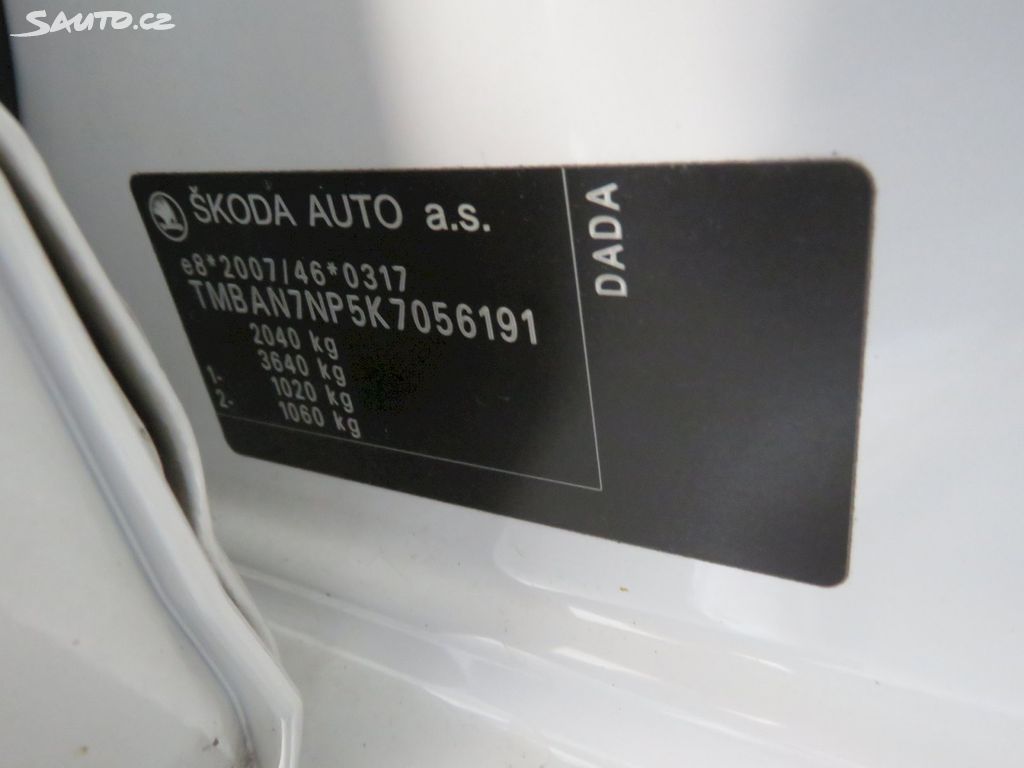 Sauto.cz
ŠKODA AUTO a.s.
e8*2007/46*0317
TMBAN7NP5K7056191
2040 kg
3640 kg
1- 1020 kg
2- 1060 kg
DADA